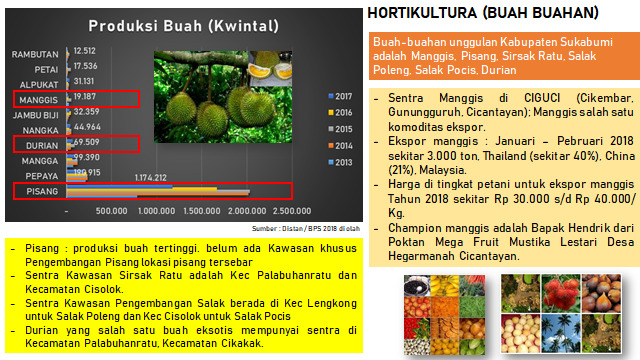 Produksi Buah (Kwintal)
RAMBUTAN 12.512
PETAI 17.536
ALPUKAT 31.131
MANGGIS 19.187
JAMBU BIJI 32.359
NANGKA 44.964
DURIAN 69.509
MANGGA 99.390
PEPAYA 190.915
PISANG 1.174.212
- 500.000 1.000.000 1.500.000 2.000.000 2.500.000
2017
2016
2015
2014
2013
Sumber : Distan / BPS 2018 di olah
- Pisang : produksi buah tertinggi. belum ada Kawasan khusus
Pengembangan Pisang lokasi pisang tersebar
- Sentra Kawasan Sirsak Ratu adalah Kec Palabuhanratu dan
Kecamatan Cisolok.
- Sentra Kawasan Pengembangan Salak berada di Kec Lengkong
untuk Salak Poleng dan Kec Cisolok untuk Salak Pocis
- Durian yang salah satu buah eksotis mempunyai sentra di
Kecamatan Palabuhanratu, Kecamatan Cikakak.
HORTIKULTURA (BUAH BUAHAN)
Buah-buahan unggulan Kabupaten Sukabumi
adalah Manggis, Pisang, Sirsak Ratu, Salak
Poleng, Salak Pocis, Durian
- Sentra Manggis di CIGUCI (Cikembar,
Gunungguruh, Cicantayan); Manggis salah satu
komoditas ekspor.
- Ekspor manggis : Januari – Pebruari 2018
sekitar 3.000 ton, Thailand (sekitar 40%), China
(21%), Malaysia.
- Harga di tingkat petani untuk ekspor manggis
Tahun 2018 sekitar Rp 30.000 s/d Rp 40.000/
Kg.
- Champion manggis adalah Bapak Hendrik dari
Poktan Mega Fruit Mustika Lestari Desa
Hegarmanah Cicantayan.